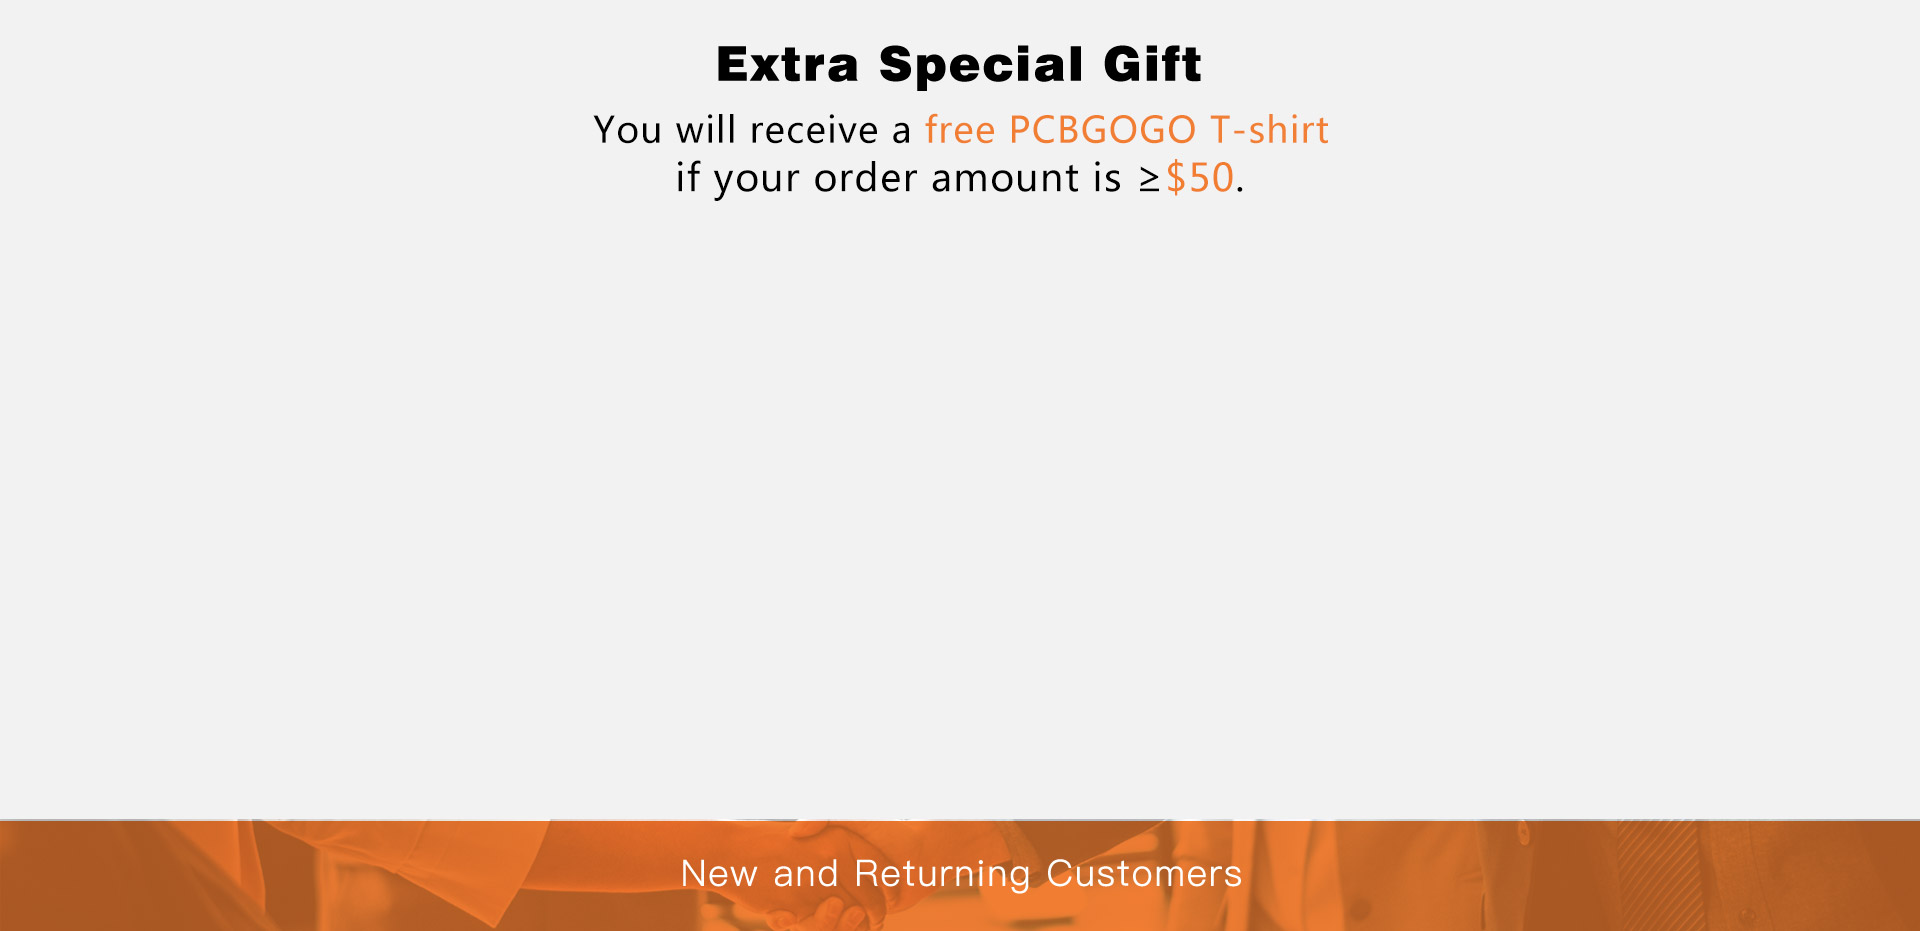 Extra Special Gift
You will receive a free PCBGOGO T-shirt
if your order amount is ≥$50.
New and Returning Customers